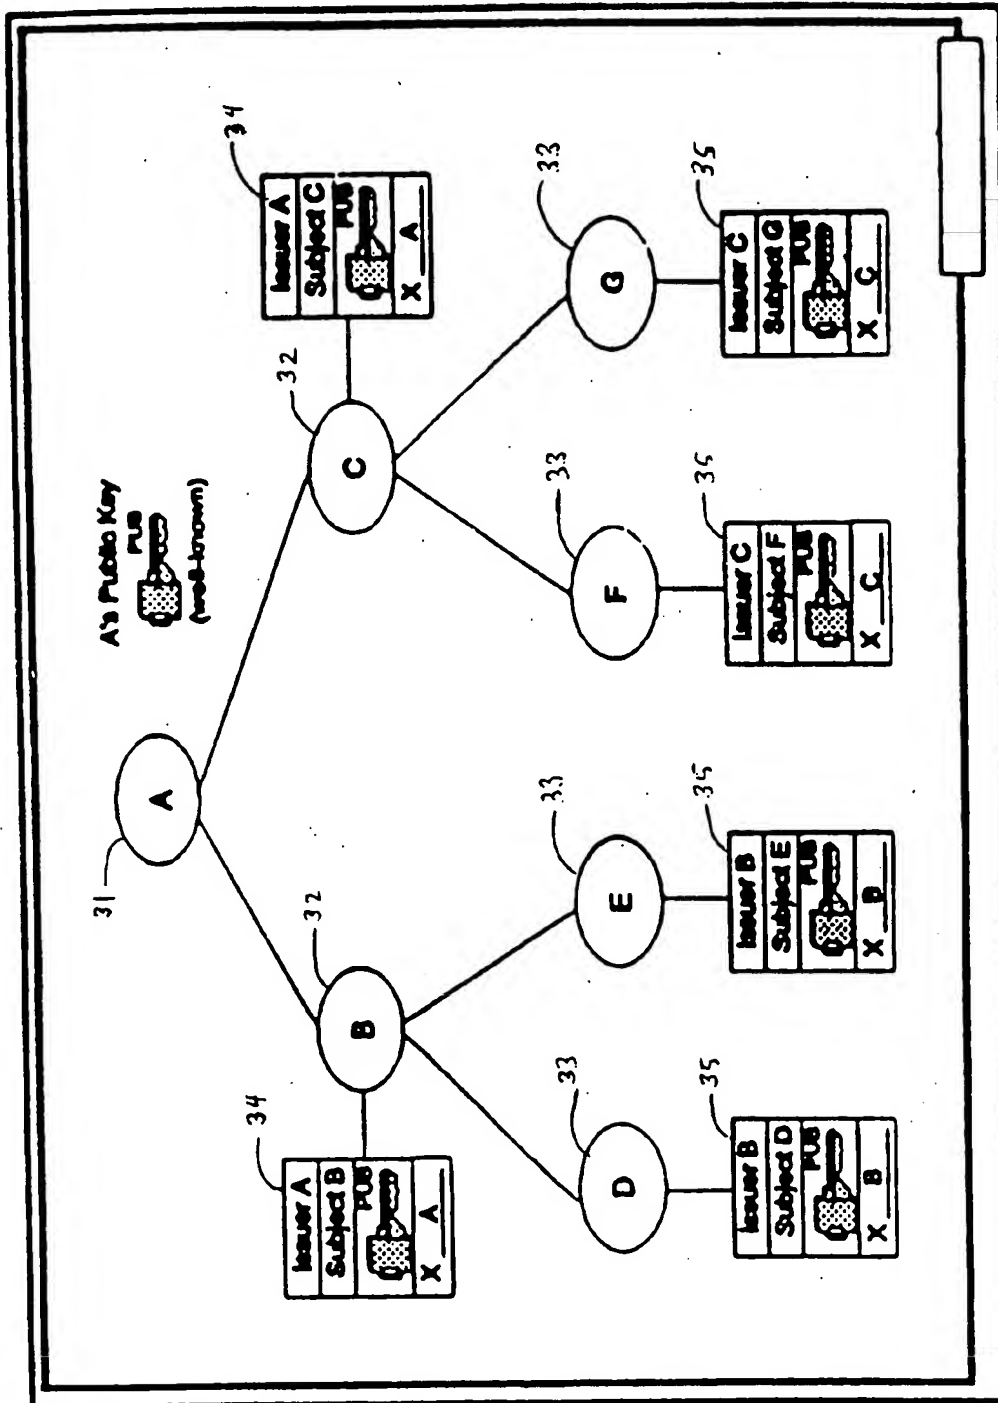 A's Public Key
PUB
(well-known)
31
A
34
Issuer A
Subject B
PUB
X A
32
B
32
C
34
Issuer A
Subject C
PUB
X A
33
D
33
E
33
F
33
G
35
Issuer B
Subject D
PUB
X B
35
Issuer B
Subject E
PUB
X B
35
Issuer C
Subject F
PUB
X C
35
Issuer C
Subject G
PUB
X C